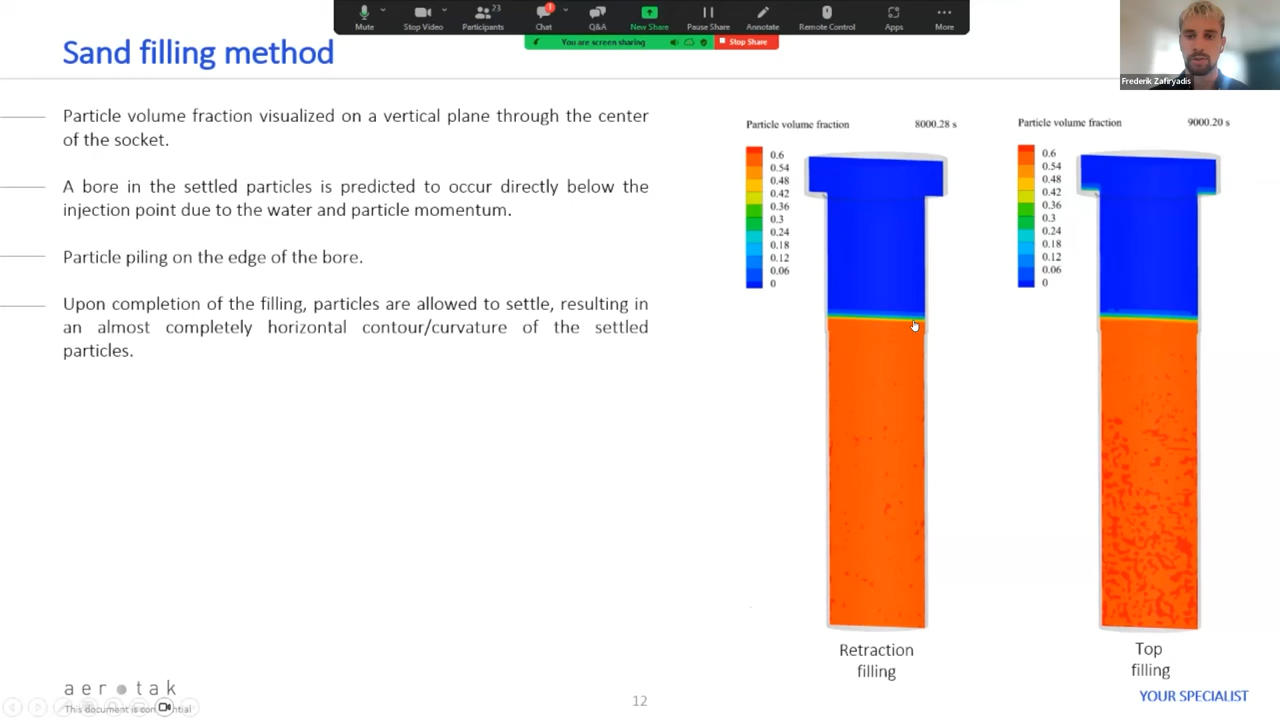 Mute
Stop Video
23
Participants
1
Chat
Q&A
New Share
Pause Share
Annotate
Remote Control
Apps
More
You are screen sharing
Stop Share
Frederik Zafiryadis
Sand filling method
Particle volume fraction visualized on a vertical plane through the center
of the socket.
A bore in the settled particles is predicted to occur directly below the
injection point due to the water and particle momentum.
Particle piling on the edge of the bore.
Upon completion of the filling, particles are allowed to settle, resulting in
an almost completely horizontal contour/curvature of the settled
particles.
Particle volume fraction 8000.28 s
0.6
0.54
0.48
0.42
0.36
0.3
0.24
0.18
0.12
0.06
0
Retraction
filling
Particle volume fraction 9000.20 s
0.6
0.54
0.48
0.42
0.36
0.3
0.24
0.18
0.12
0.06
0
Top
filling
aerotak
This document is
12
YOUR SPECIALIST